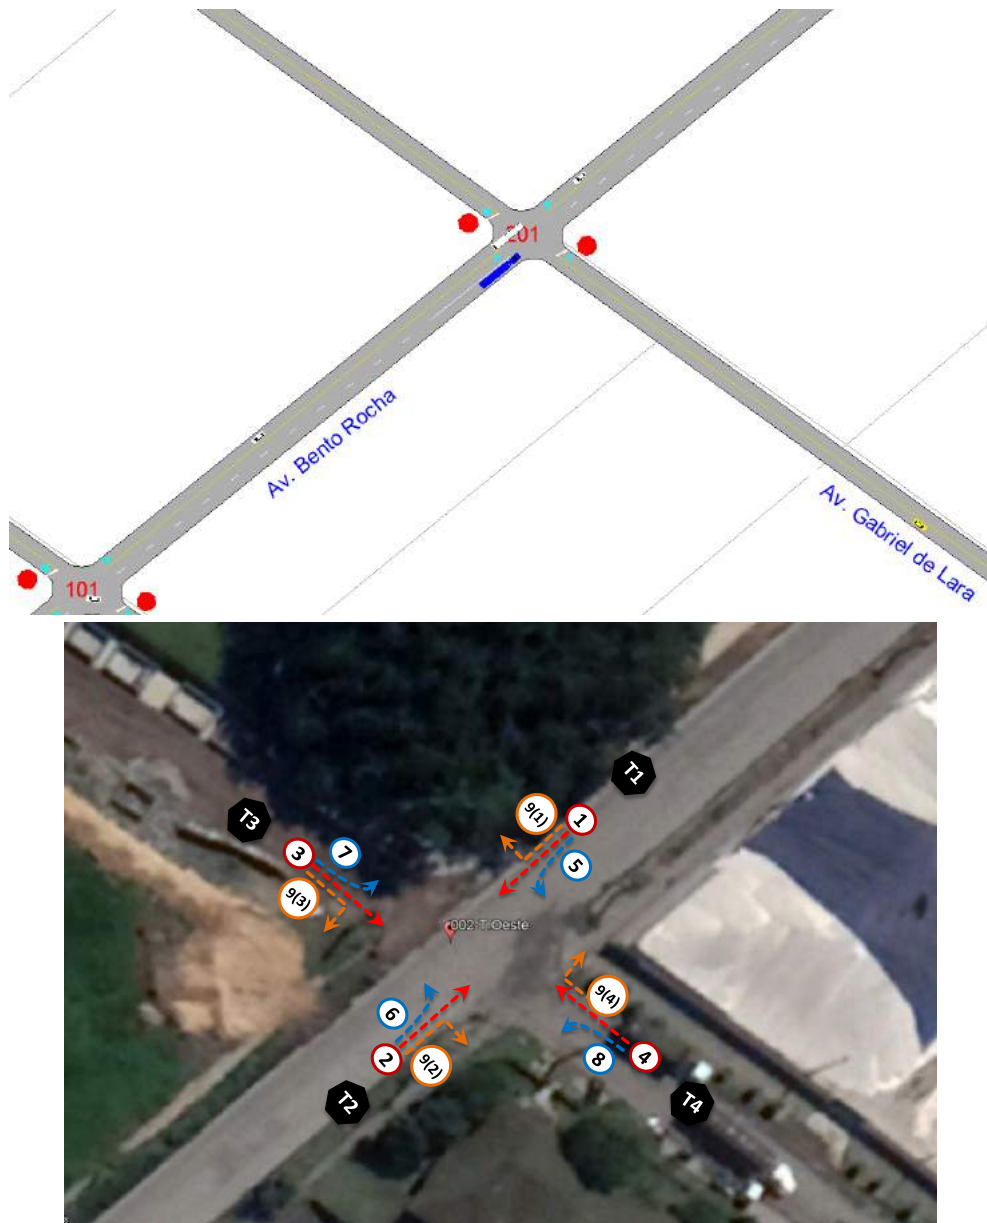 201
Av. Bento Rocha
Av. Gabriel de Lara
101
T1
9(1)
1
T3
3
7
5
9(3)
002:T.Oeste
9(4)
6
2
9(2)
8
4
T2
T4